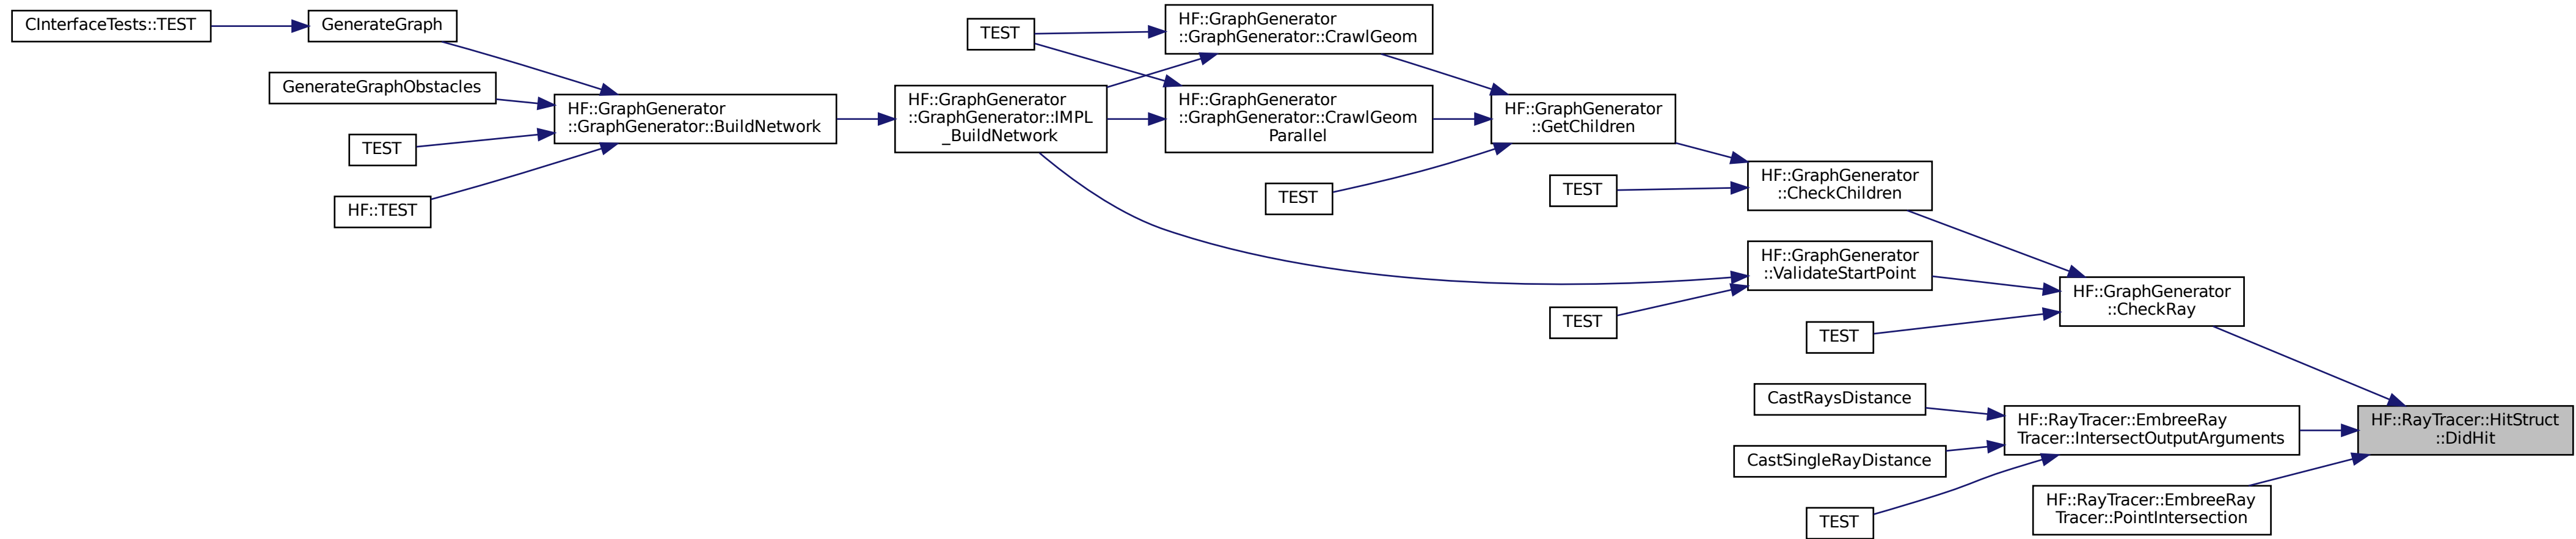 CInterfaceTests::TEST
GenerateGraph
GenerateGraphObstacles
TEST
HF::TEST
HF::GraphGenerator
::GraphGenerator::BuildNetwork
TEST
HF::GraphGenerator
::GraphGenerator::IMPL
_BuildNetwork
HF::GraphGenerator
::GraphGenerator::CrawlGeom
HF::GraphGenerator
::GraphGenerator::CrawlGeom
Parallel
TEST
HF::GraphGenerator
::GetChildren
TEST
HF::GraphGenerator
::CheckChildren
HF::GraphGenerator
::ValidateStartPoint
TEST
TEST
HF::GraphGenerator
::CheckRay
CastRaysDistance
CastSingleRayDistance
TEST
HF::RayTracer::EmbreeRay
Tracer::IntersectOutputArguments
HF::RayTracer::EmbreeRay
Tracer::PointIntersection
HF::RayTracer::HitStruct
::DidHit